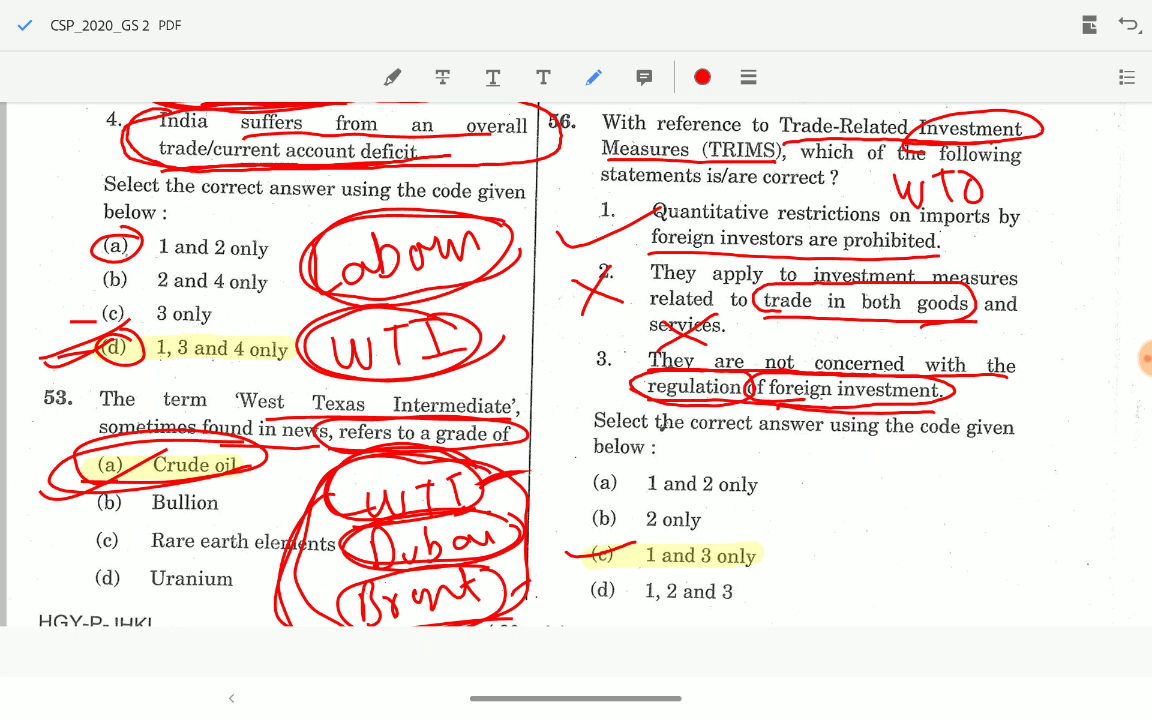 CSP_2020_GS 2 PDF
4. India suffers from an overall
trade/current account deficit.
Select the correct answer using the code given
below :
(a) 1 and 2 only
(b) 2 and 4 only
(c) 3 only
(d) 1, 3 and 4 only
WTI
53. The term 'West Texas Intermediate',
sometimes found in news, refers to a grade of
(a) Crude oil
(b) Bullion
(c) Rare earth elements
(d) Uranium
WTI
Brent
HGY-P-JHKL
56. With reference to Trade-Related Investment
Measures (TRIMS), which of the following
statements is/are correct ?
WTO
1. Quantitative restrictions on imports by
foreign investors are prohibited.
2. They apply to investment measures
related to trade in both goods and
services.
3. They are not concerned with the
regulation of foreign investment.
Select the correct answer using the code given
below :
(a) 1 and 2 only
(b) 2 only
(c) 1 and 3 only
(d) 1, 2 and 3